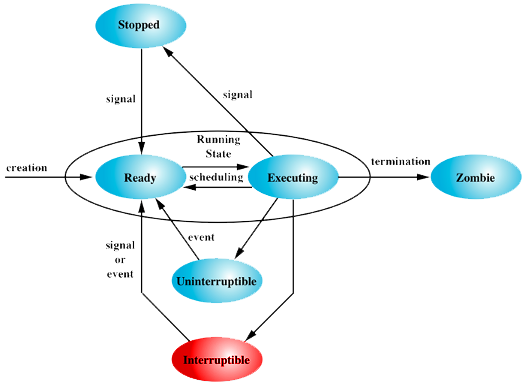 Stopped
signal
signal
Running
State
creation
Ready
scheduling
Executing
termination
Zombie
signal
or
event
event
Uninterruptible
Interruptible